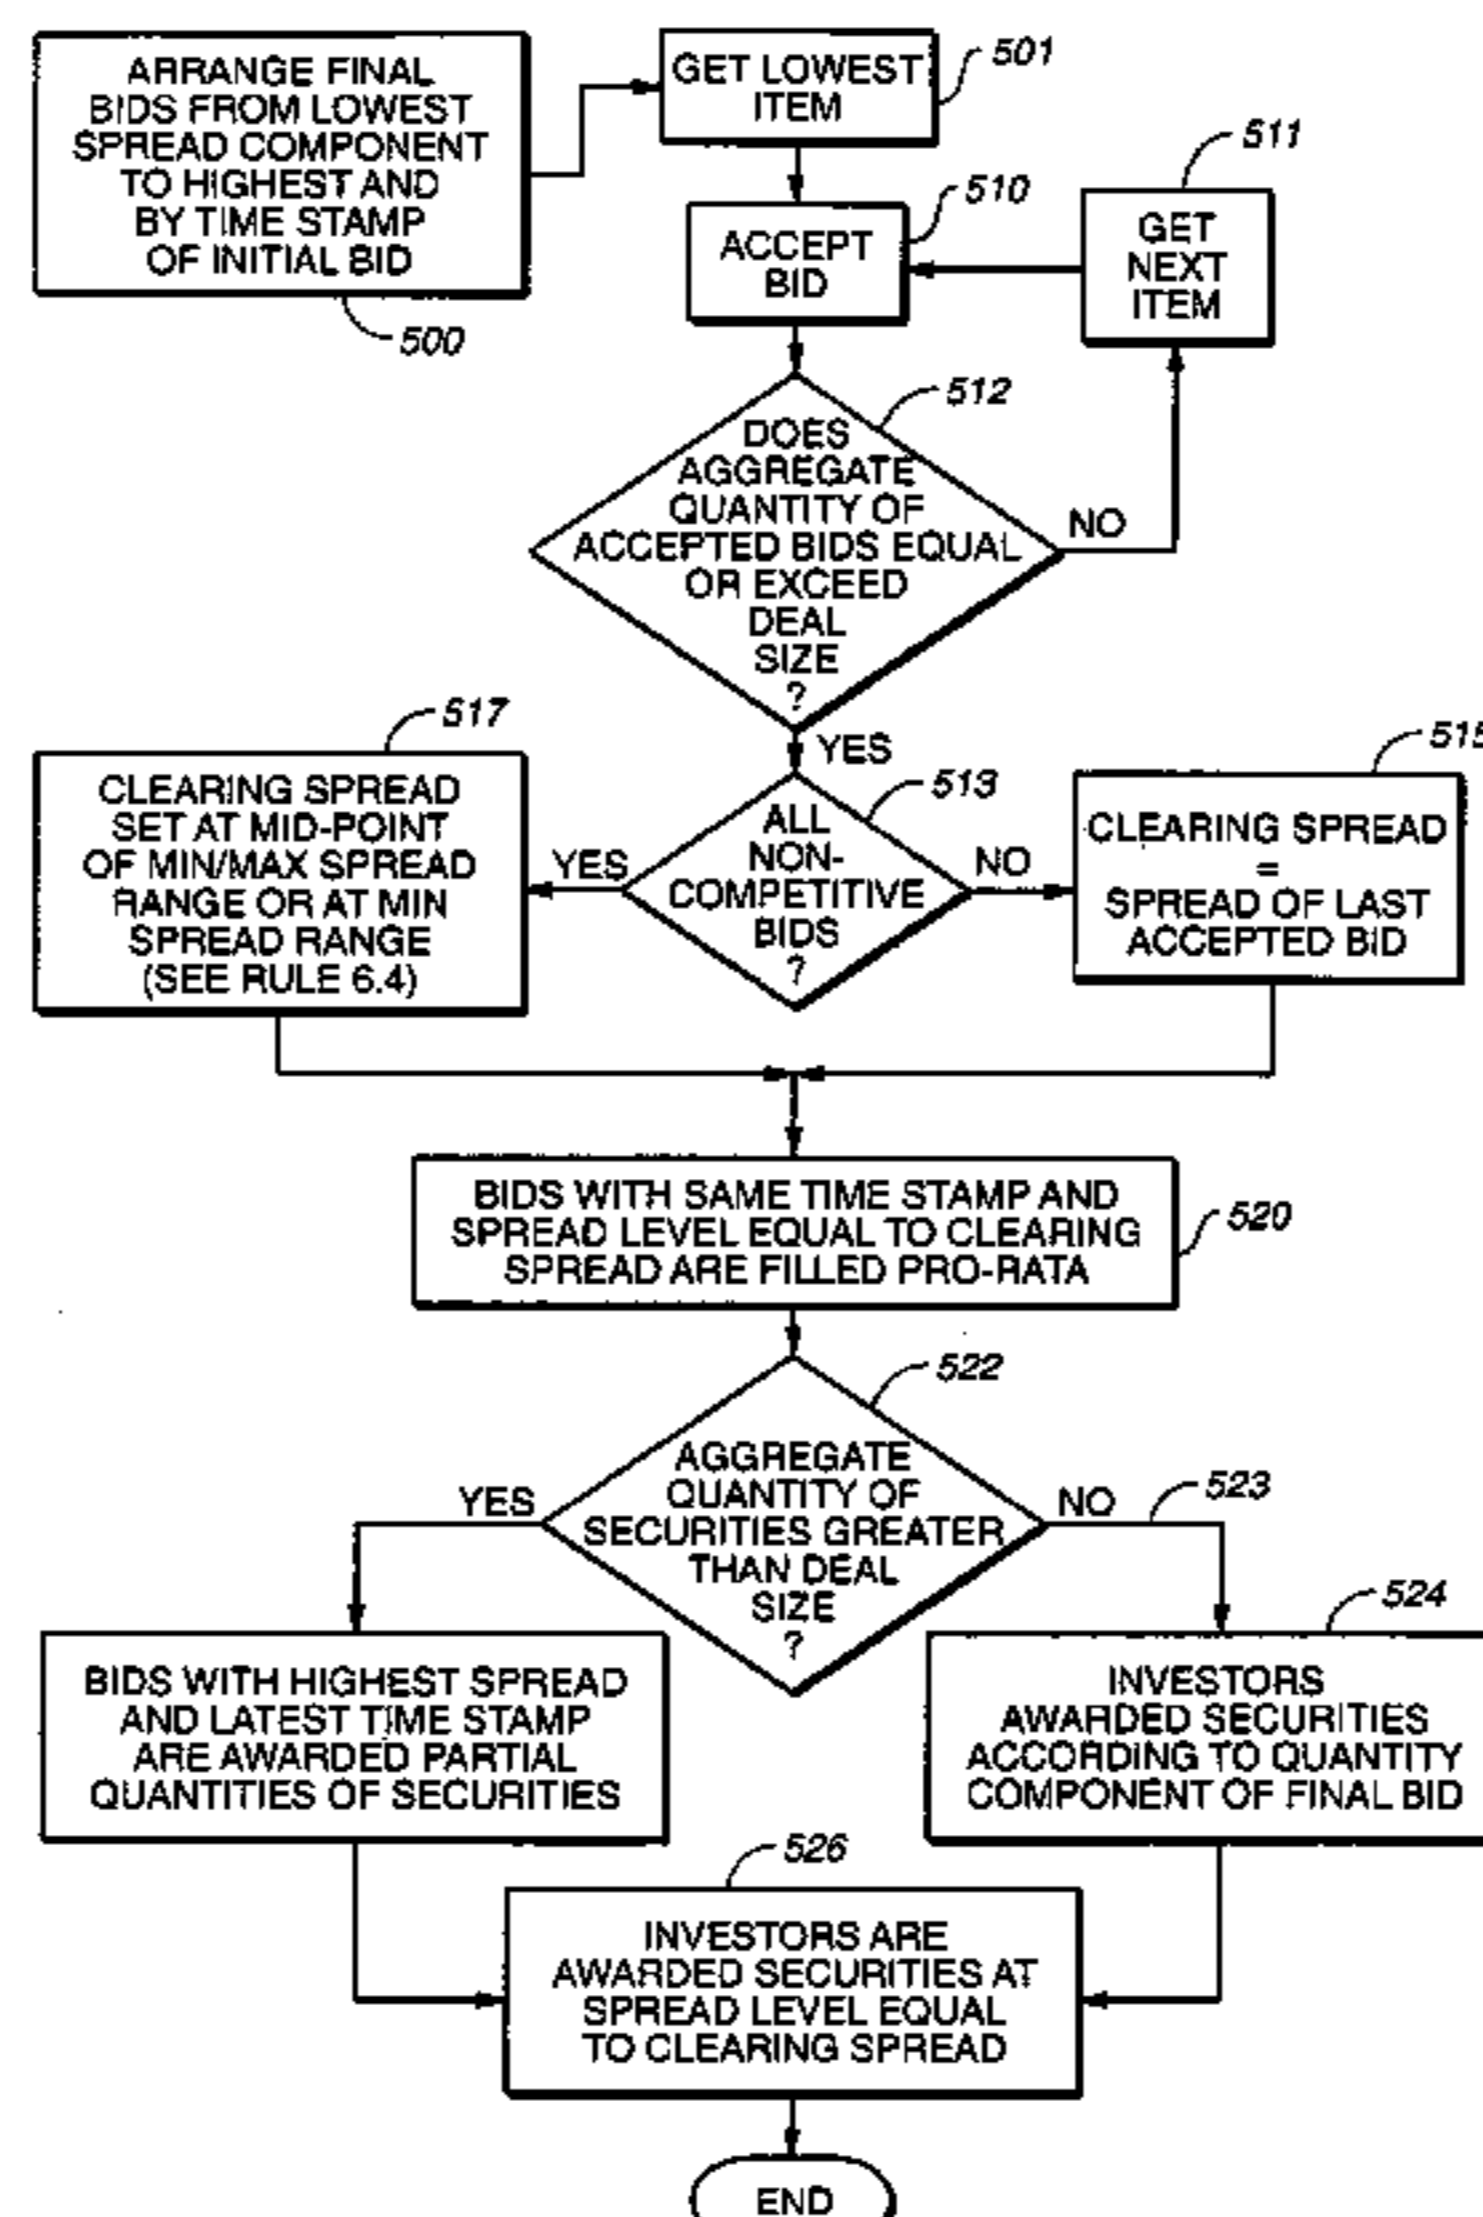 ARRANGE FINAL
BIDS FROM LOWEST
SPREAD COMPONENT
TO HIGHEST AND
BY TIME STAMP
OF INITIAL BID
500
GET LOWEST
ITEM
501
ACCEPT
BID
510
GET
NEXT
ITEM
511
DOES
AGGREGATE
QUANTITY OF
ACCEPTED BIDS EQUAL
OR EXCEED
DEAL
SIZE
?
512
NO
YES
ALL
NON-
COMPETITIVE
BIDS
?
513
YES
NO
CLEARING SPREAD
SET AT MID-POINT
OF MIN/MAX SPREAD
RANGE OR AT MIN
SPREAD RANGE
(SEE RULE 6.4)
517
CLEARING SPREAD
=
SPREAD OF LAST
ACCEPTED BID
515
BIDS WITH SAME TIME STAMP AND
SPREAD LEVEL EQUAL TO CLEARING
SPREAD ARE FILLED PRO-RATA
520
AGGREGATE
QUANTITY OF
SECURITIES GREATER
THAN DEAL
SIZE
?
522
YES
NO
523
BIDS WITH HIGHEST SPREAD
AND LATEST TIME STAMP
ARE AWARDED PARTIAL
QUANTITIES OF SECURITIES
INVESTORS
AWARDED SECURITIES
ACCORDING TO QUANTITY
COMPONENT OF FINAL BID
524
INVESTORS ARE
AWARDED SECURITIES AT
SPREAD LEVEL EQUAL
TO CLEARING SPREAD
526
END